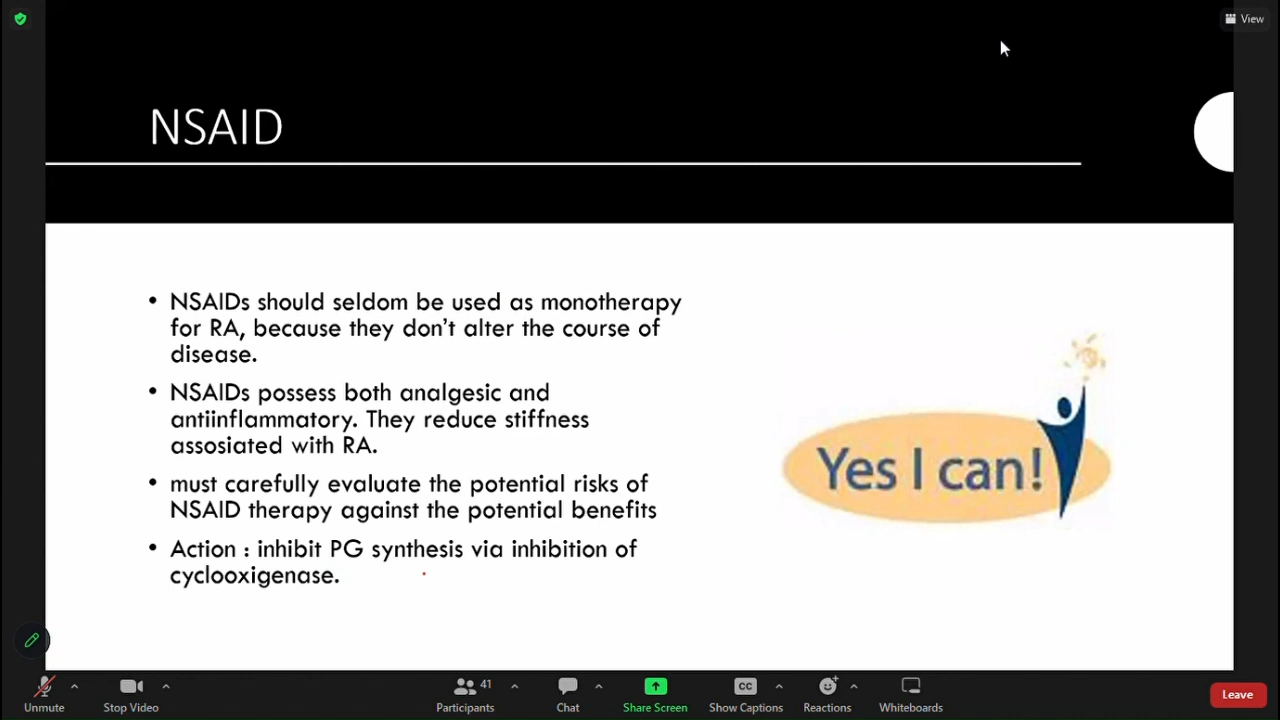 View
NSAID
• NSAIDs should seldom be used as monotherapy
for RA, because they don't alter the course of
disease.
• NSAIDs possess both analgesic and
antiinflammatory. They reduce stiffness
assosiated with RA.
• must carefully evaluate the potential risks of
NSAID therapy against the potential benefits
• Action : inhibit PG synthesis via inhibition of
cyclooxigenase.
Yes I can!
Unmute
Stop Video
41
Participants
Chat
Share Screen
CC
Show Captions
Reactions
Whiteboards
Leave